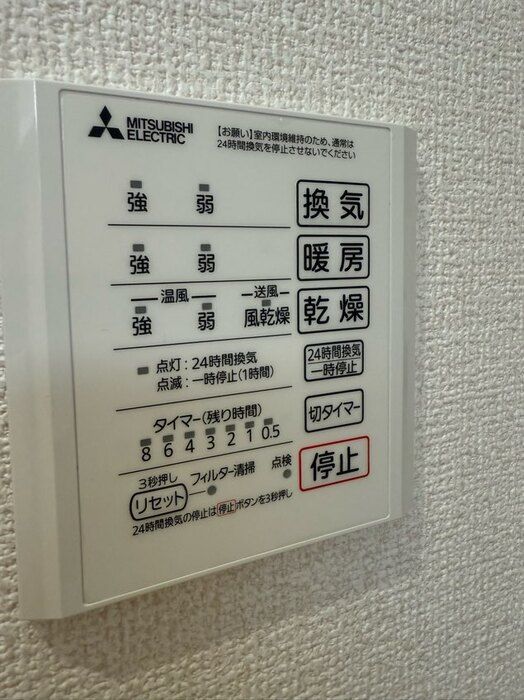 MITSUBISHI
ELECTRIC
【お願い】室内環境維持のため、通常は
24時間換気を停止させないでください
強 弱 換気
強 弱 暖房
温風 送風
強 弱 風乾燥 乾燥
点灯:24時間換気
点滅:一時停止(1時間)
24時間換気
一時停止
タイマー(残り時間)
8 6 4 3 2 1 0.5
切タイマー
3秒押し
リセット フィルター清掃 点検
停止
24時間換気の停止は停止ボタンを3秒押し